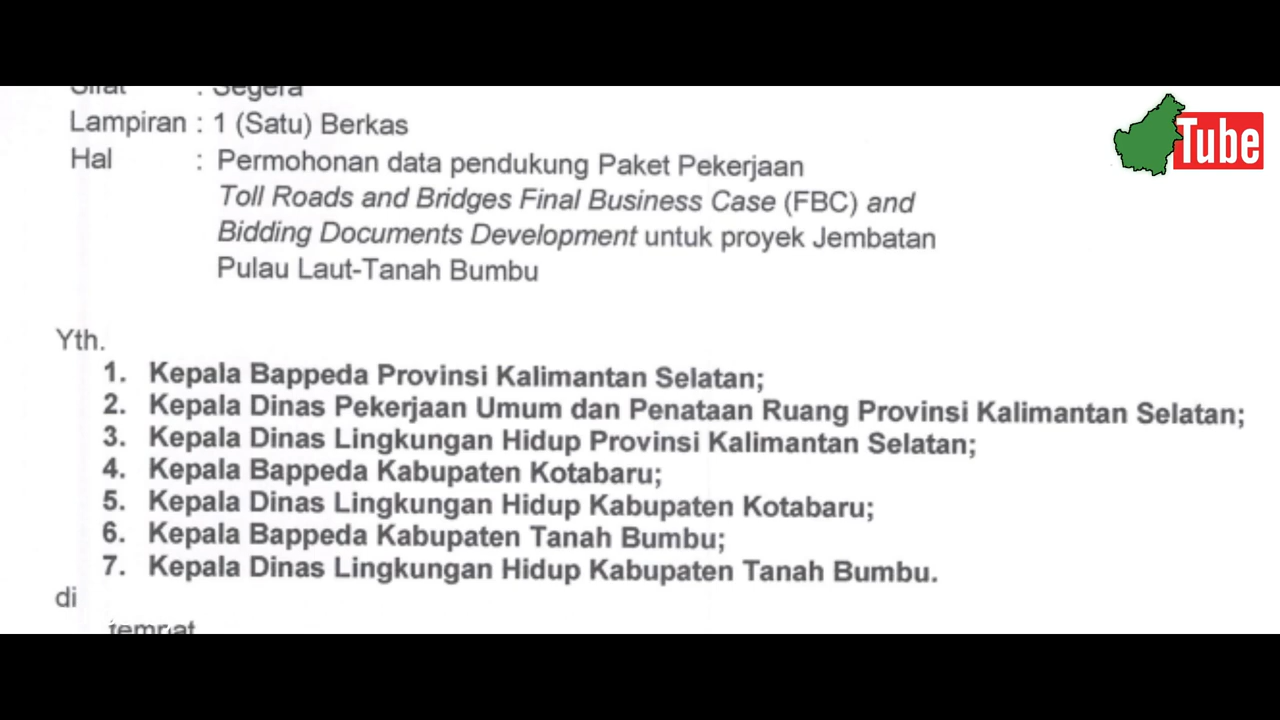 Sifat : Segera
Lampiran : 1 (Satu) Berkas
Hal : Permohonan data pendukung Paket Pekerjaan
Toll Roads and Bridges Final Business Case (FBC) and
Bidding Documents Development untuk proyek Jembatan
Pulau Laut-Tanah Bumbu
Tube
Yth.
1. Kepala Bappeda Provinsi Kalimantan Selatan;
2. Kepala Dinas Pekerjaan Umum dan Penataan Ruang Provinsi Kalimantan Selatan;
3. Kepala Dinas Lingkungan Hidup Provinsi Kalimantan Selatan;
4. Kepala Bappeda Kabupaten Kotabaru;
5. Kepala Dinas Lingkungan Hidup Kabupaten Kotabaru;
6. Kepala Bappeda Kabupaten Tanah Bumbu;
7. Kepala Dinas Lingkungan Hidup Kabupaten Tanah Bumbu.
di
tempat